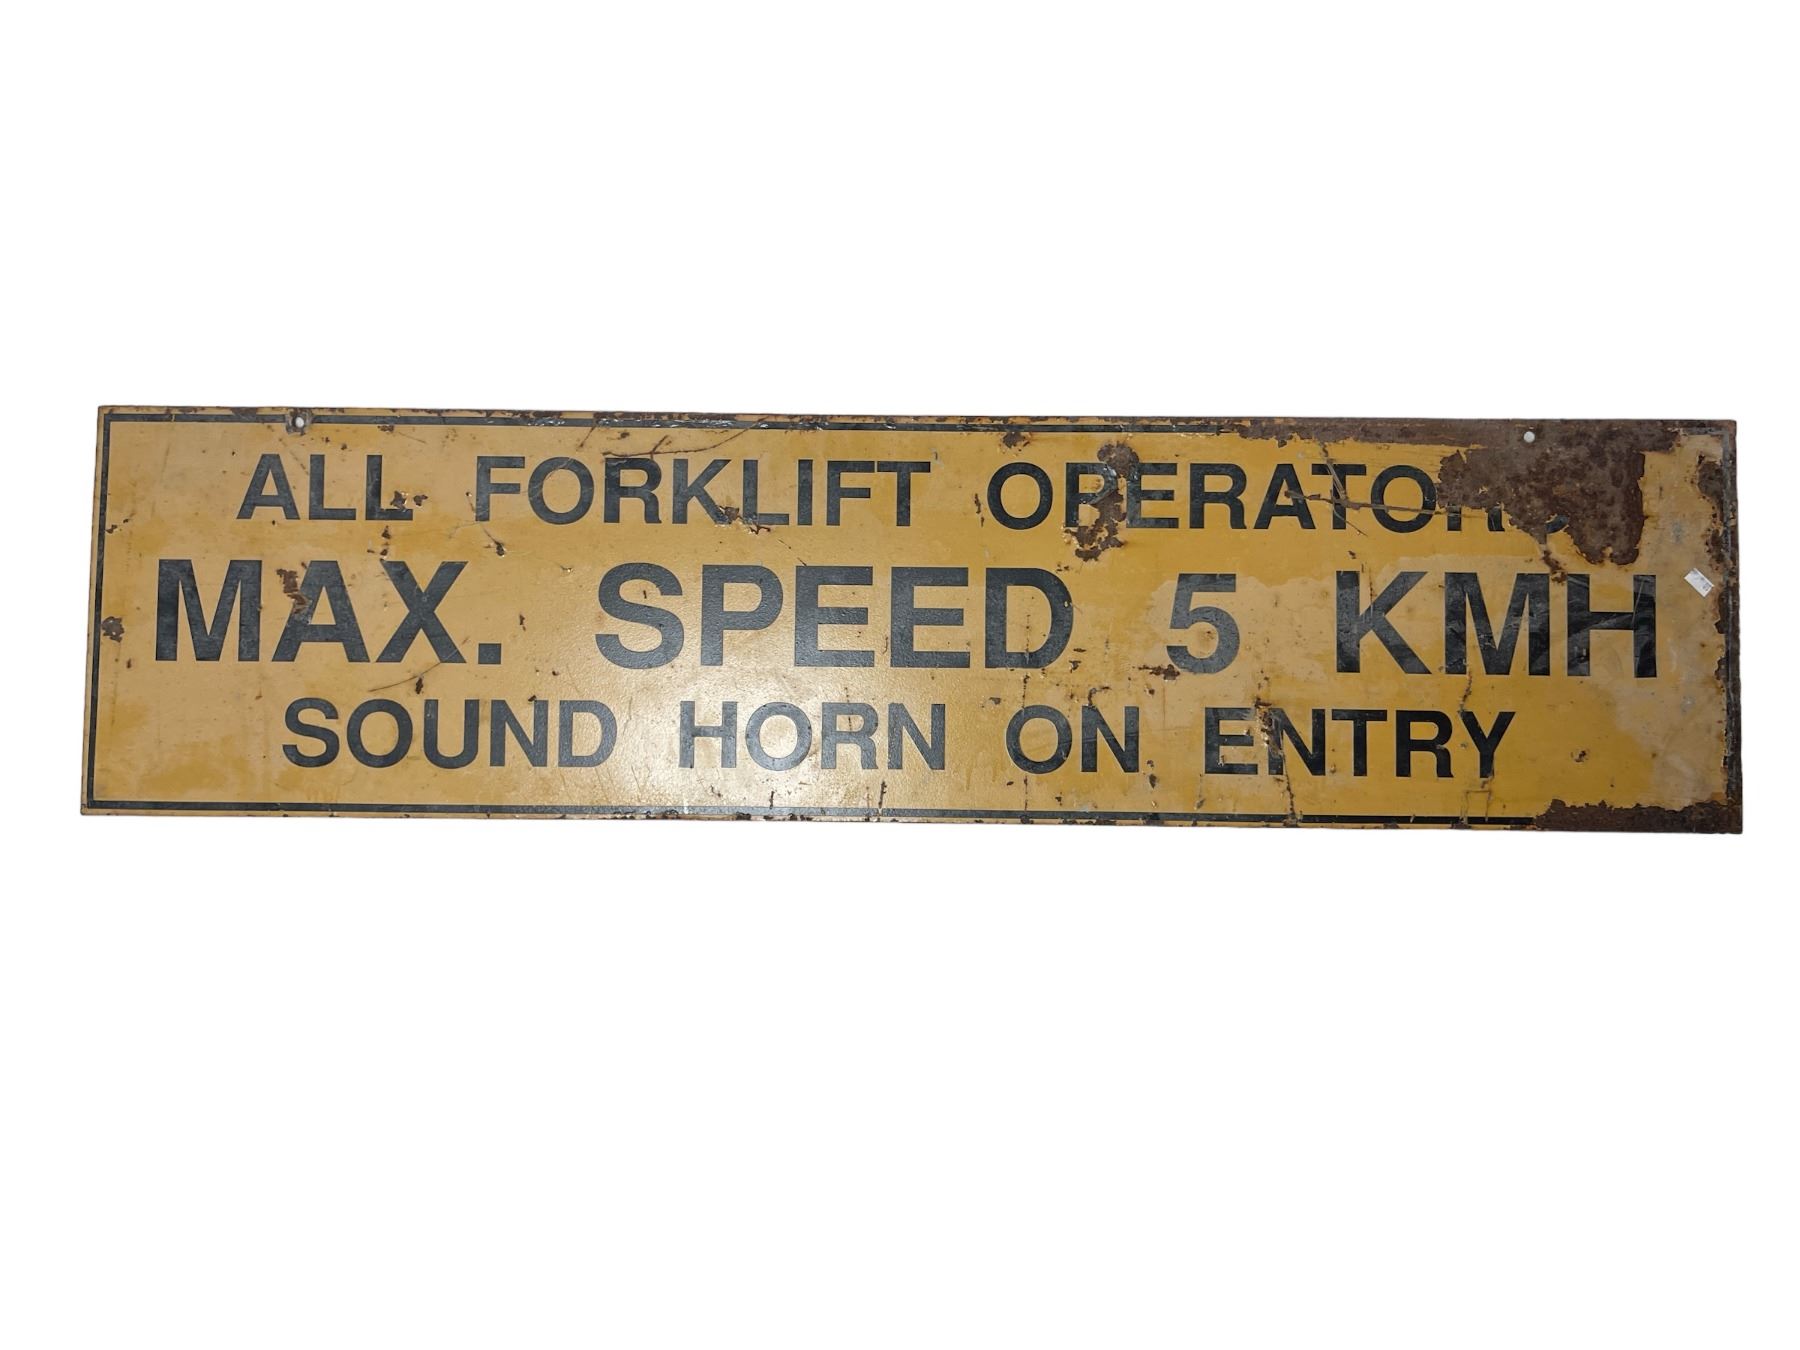 ALL FORKLIFT OPERATORS
MAX. SPEED 5 KMH
SOUND HORN ON ENTRY